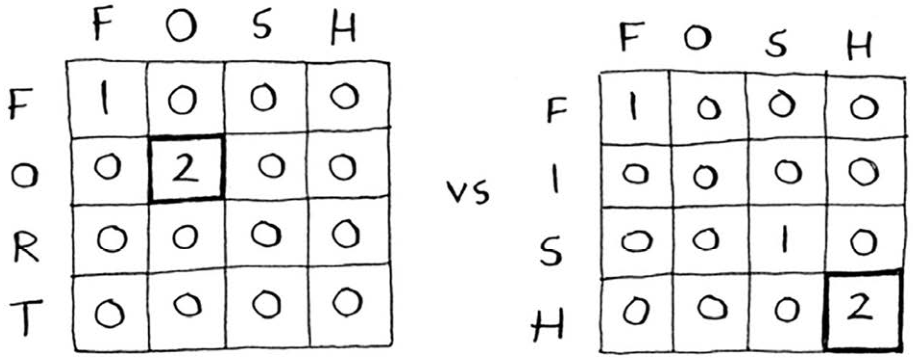 F O S H
F 1 0 0 0
O 0 2 0 0
R 0 0 0 0
T 0 0 0 0
vs
F O S H
F 1 0 0 0
I 0 0 0 0
S 0 0 1 0
H 0 0 0 2